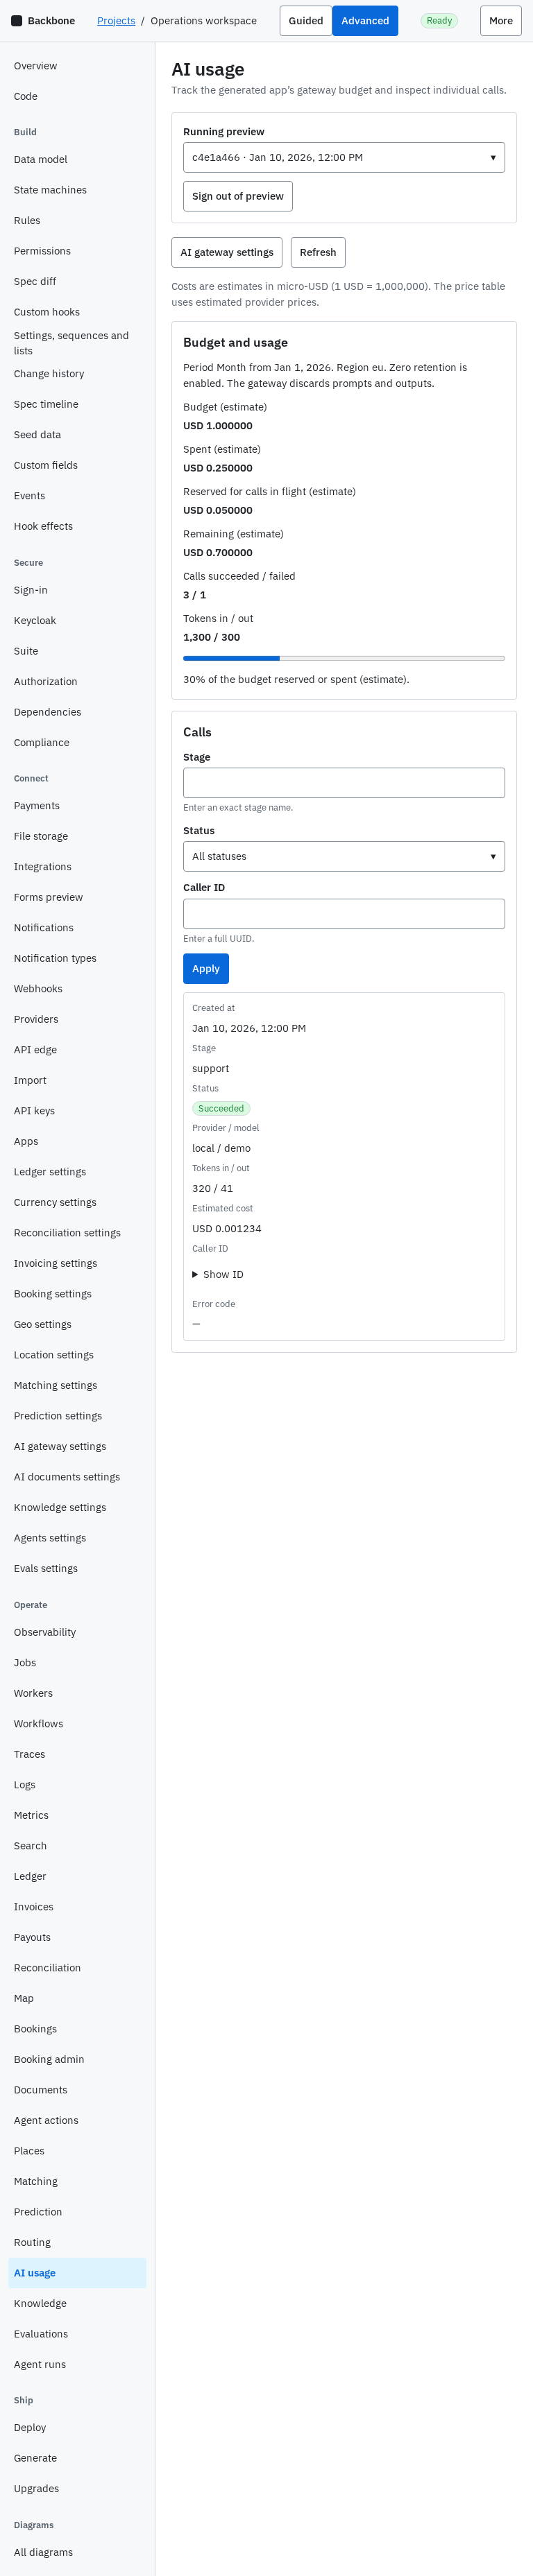 Backbone
Projects / Operations workspace
Guided
Advanced
Ready
More
Overview
Code
Build
Data model
State machines
Rules
Permissions
Spec diff
Custom hooks
Settings, sequences and
lists
Change history
Spec timeline
Seed data
Custom fields
Events
Hook effects
Secure
Sign-in
Keycloak
Suite
Authorization
Dependencies
Compliance
Connect
Payments
File storage
Integrations
Forms preview
Notifications
Notification types
Webhooks
Providers
API edge
Import
API keys
Apps
Ledger settings
Currency settings
Reconciliation settings
Invoicing settings
Booking settings
Geo settings
Location settings
Matching settings
Prediction settings
AI gateway settings
AI documents settings
Knowledge settings
Agents settings
Evals settings
Operate
Observability
Jobs
Workers
Workflows
Traces
Logs
Metrics
Search
Ledger
Invoices
Payouts
Reconciliation
Map
Bookings
Booking admin
Documents
Agent actions
Places
Matching
Prediction
Routing
AI usage
Knowledge
Evaluations
Agent runs
Ship
Deploy
Generate
Upgrades
Diagrams
All diagrams
AI usage
Track the generated app's gateway budget and inspect individual calls.
Running preview
c4e1a466 · Jan 10, 2026, 12:00 PM
Sign out of preview
AI gateway settings
Refresh
Costs are estimates in micro-USD (1 USD = 1,000,000). The price table
uses estimated provider prices.
Budget and usage
Period Month from Jan 1, 2026. Region eu. Zero retention is
enabled. The gateway discards prompts and outputs.
Budget (estimate)
USD 1.000000
Spent (estimate)
USD 0.250000
Reserved for calls in flight (estimate)
USD 0.050000
Remaining (estimate)
USD 0.700000
Calls succeeded / failed
3 / 1
Tokens in / out
1,300 / 300
30% of the budget reserved or spent (estimate).
Calls
Stage
Enter an exact stage name.
Status
All statuses
Caller ID
Enter a full UUID.
Apply
Created at
Jan 10, 2026, 12:00 PM
Stage
support
Status
Succeeded
Provider / model
local / demo
Tokens in / out
320 / 41
Estimated cost
USD 0.001234
Caller ID
Show ID
Error code
—